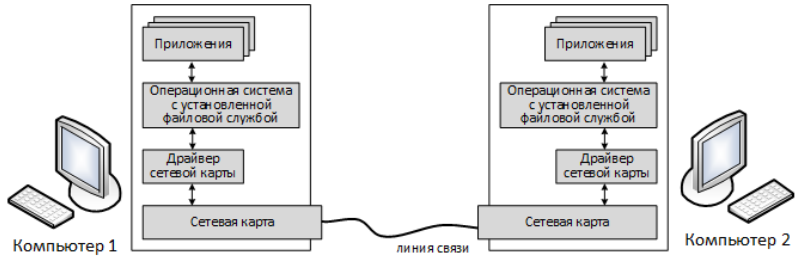 Приложения
Операционная система
с установленной
файловой службой
Драйвер
сетевой карты
Сетевая карта
Компьютер 1
линия связи
Приложения
Операционная система
с установленной
файловой службой
Драйвер
сетевой карты
Сетевая карта
Компьютер 2